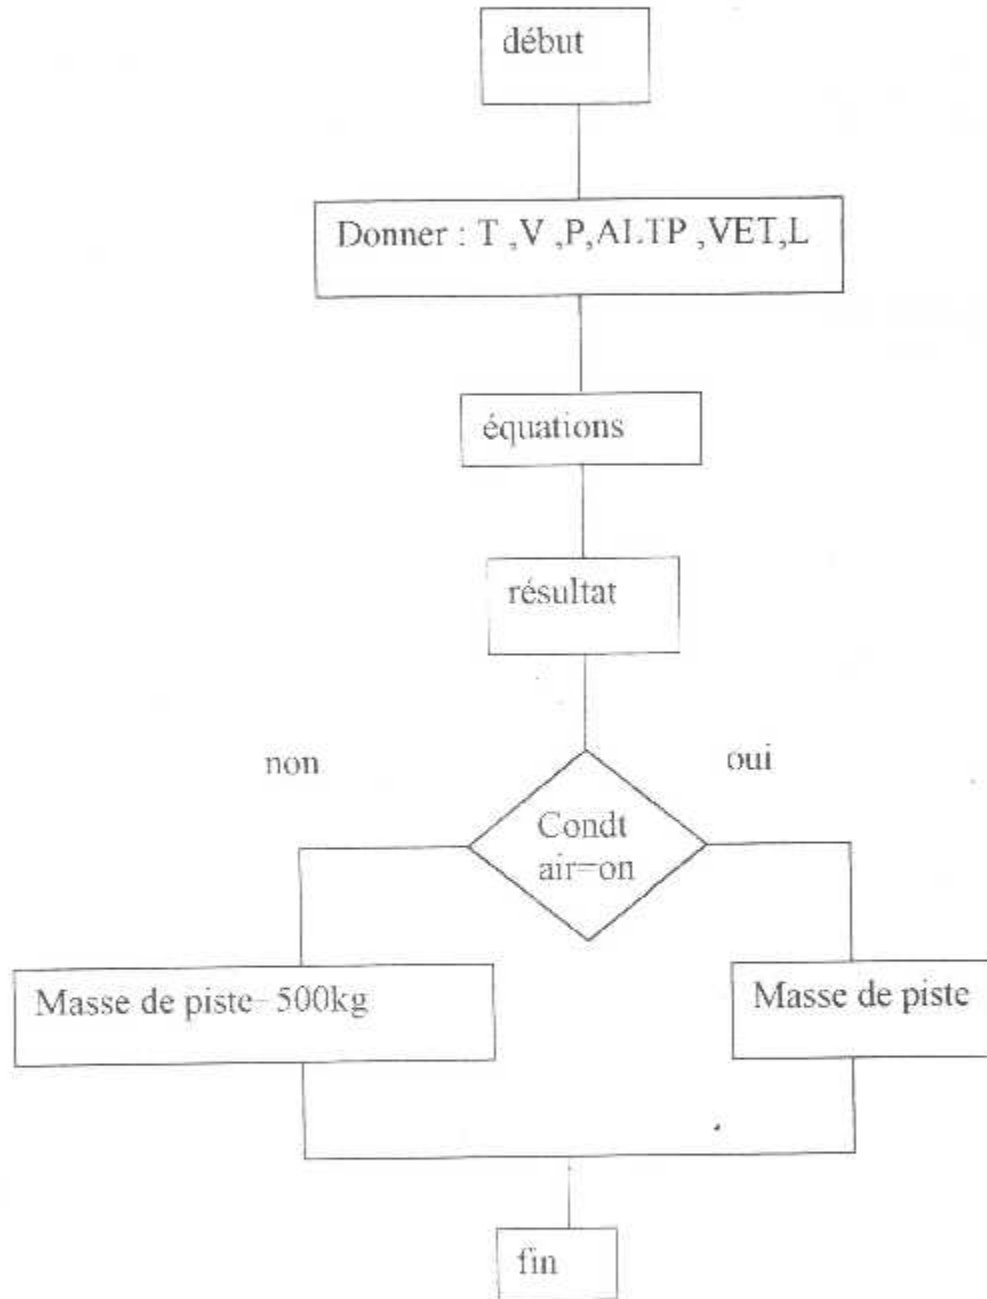 début
Donner : T ,V ,P,ALTP ,VET,L
équations
résultat
non
oui
Condt
air=on
Masse de piste-500kg
Masse de piste
fin